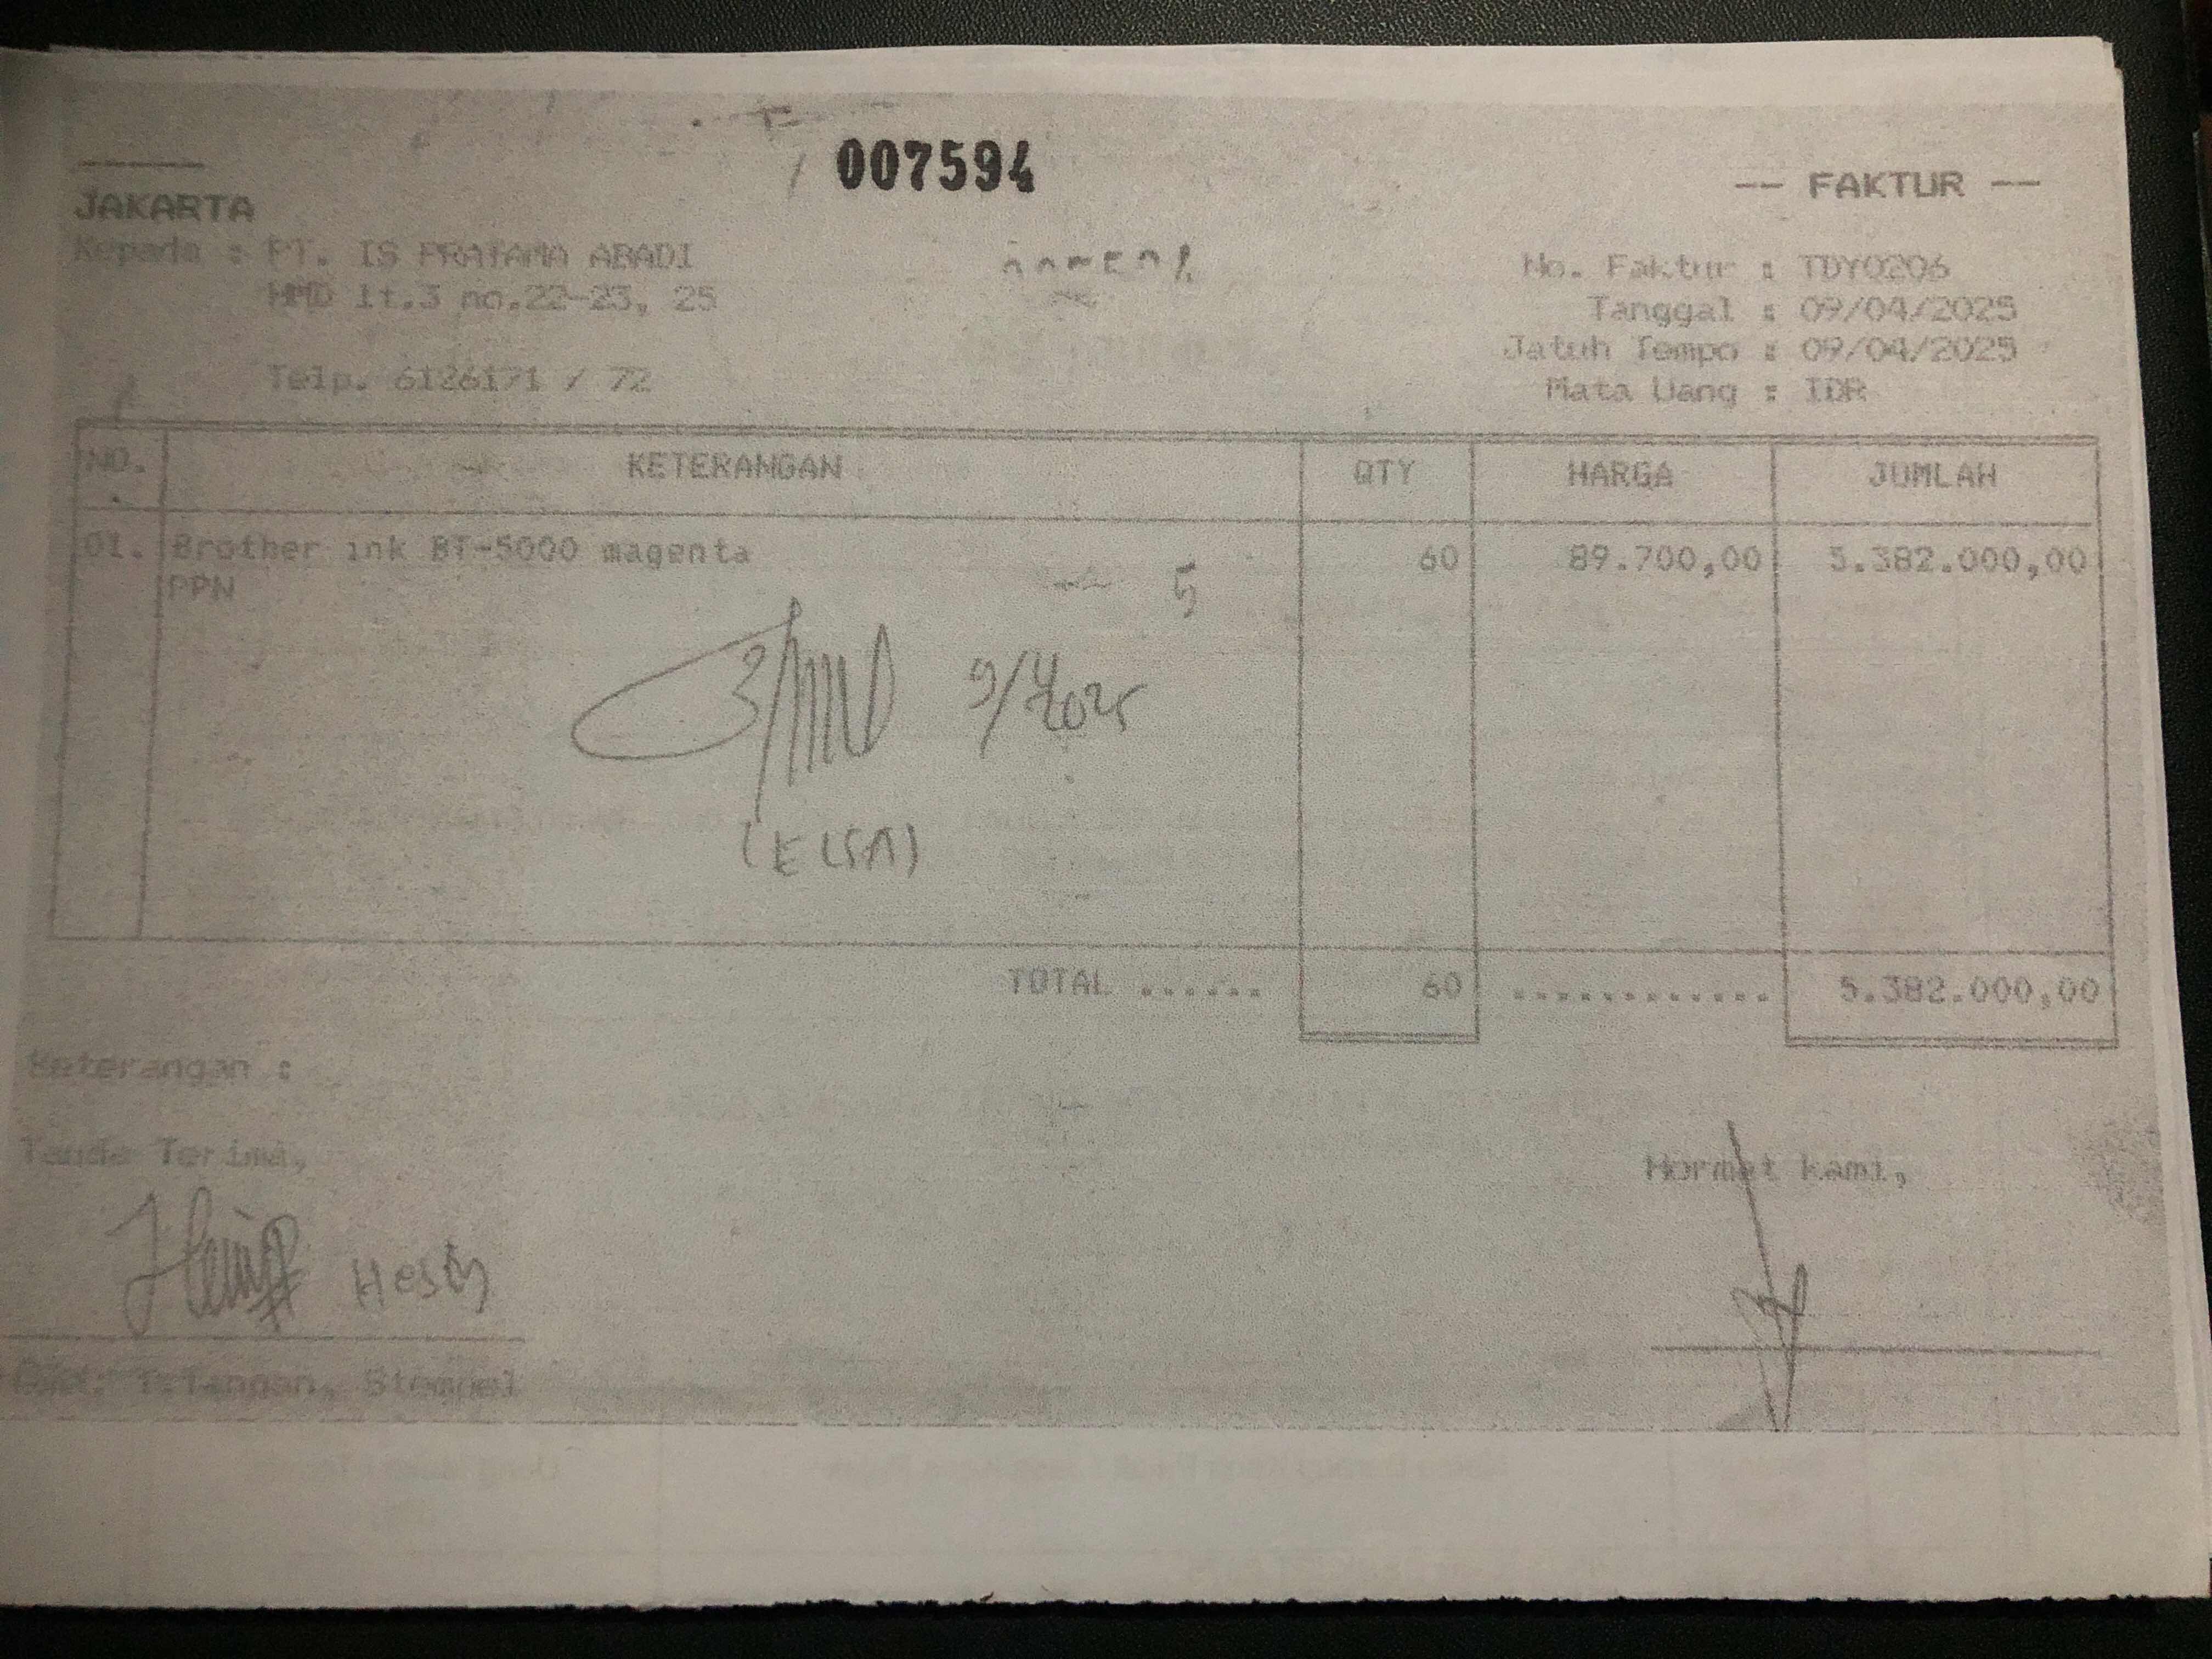 007594
-- FAKTUR --
JAKARTA
Kepada : PT. IS PRATAMA ABADI
HMD lt.3 no.22-23, 25
Telp. 6126171 / 72
No. Faktur : TDY0206
Tanggal : 09/04/2025
Jatuh Tempo : 09/04/2025
Mata Uang : IDR
NO. KETERANGAN QTY HARGA JUMLAH
01. Brother ink BT-5000 magenta 60 89.700,00 5.382.000,00
PPN
5
9/4/2025
(ELSA)
TOTAL ...... 60 ............ 5.382.000,00
Keterangan :
Tanda Terima, Hormat kami,
Hesty
T.Tangan, Stempel